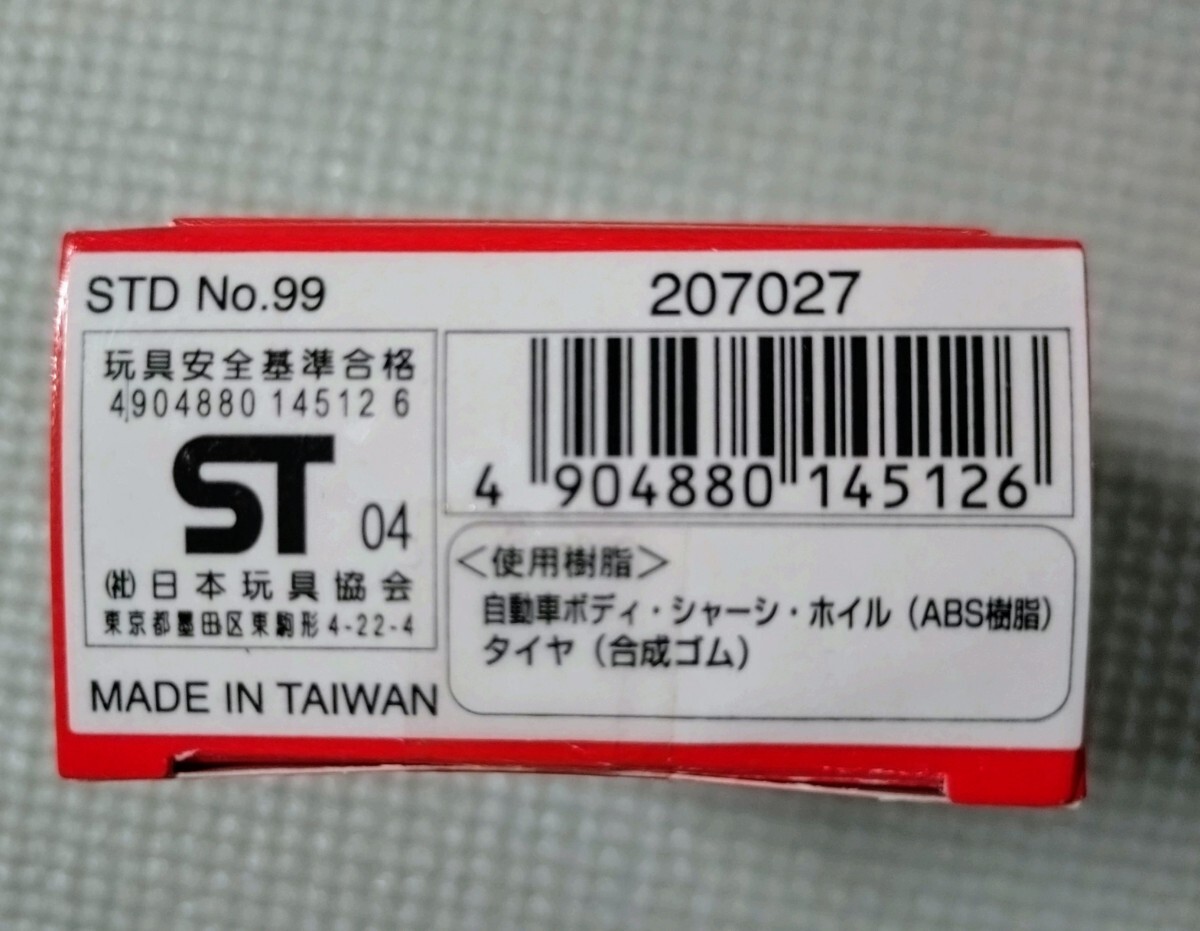 STD No.99
207027
玩具安全基準合格
4904880 14512 6
ST 04
(社)日本玩具協会
東京都墨田区東駒形4-22-4
MADE IN TAIWAN
4 904880 145126
<使用樹脂>
自動車ボディ・シャーシ・ホイル(ABS樹脂)
タイヤ(合成ゴム)